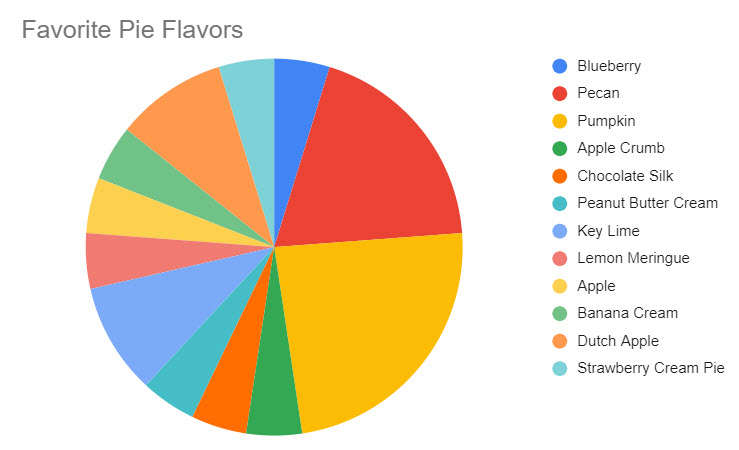 Favorite Pie Flavors
Blueberry
Pecan
Pumpkin
Apple Crumb
Chocolate Silk
Peanut Butter Cream
Key Lime
Lemon Meringue
Apple
Banana Cream
Dutch Apple
Strawberry Cream Pie